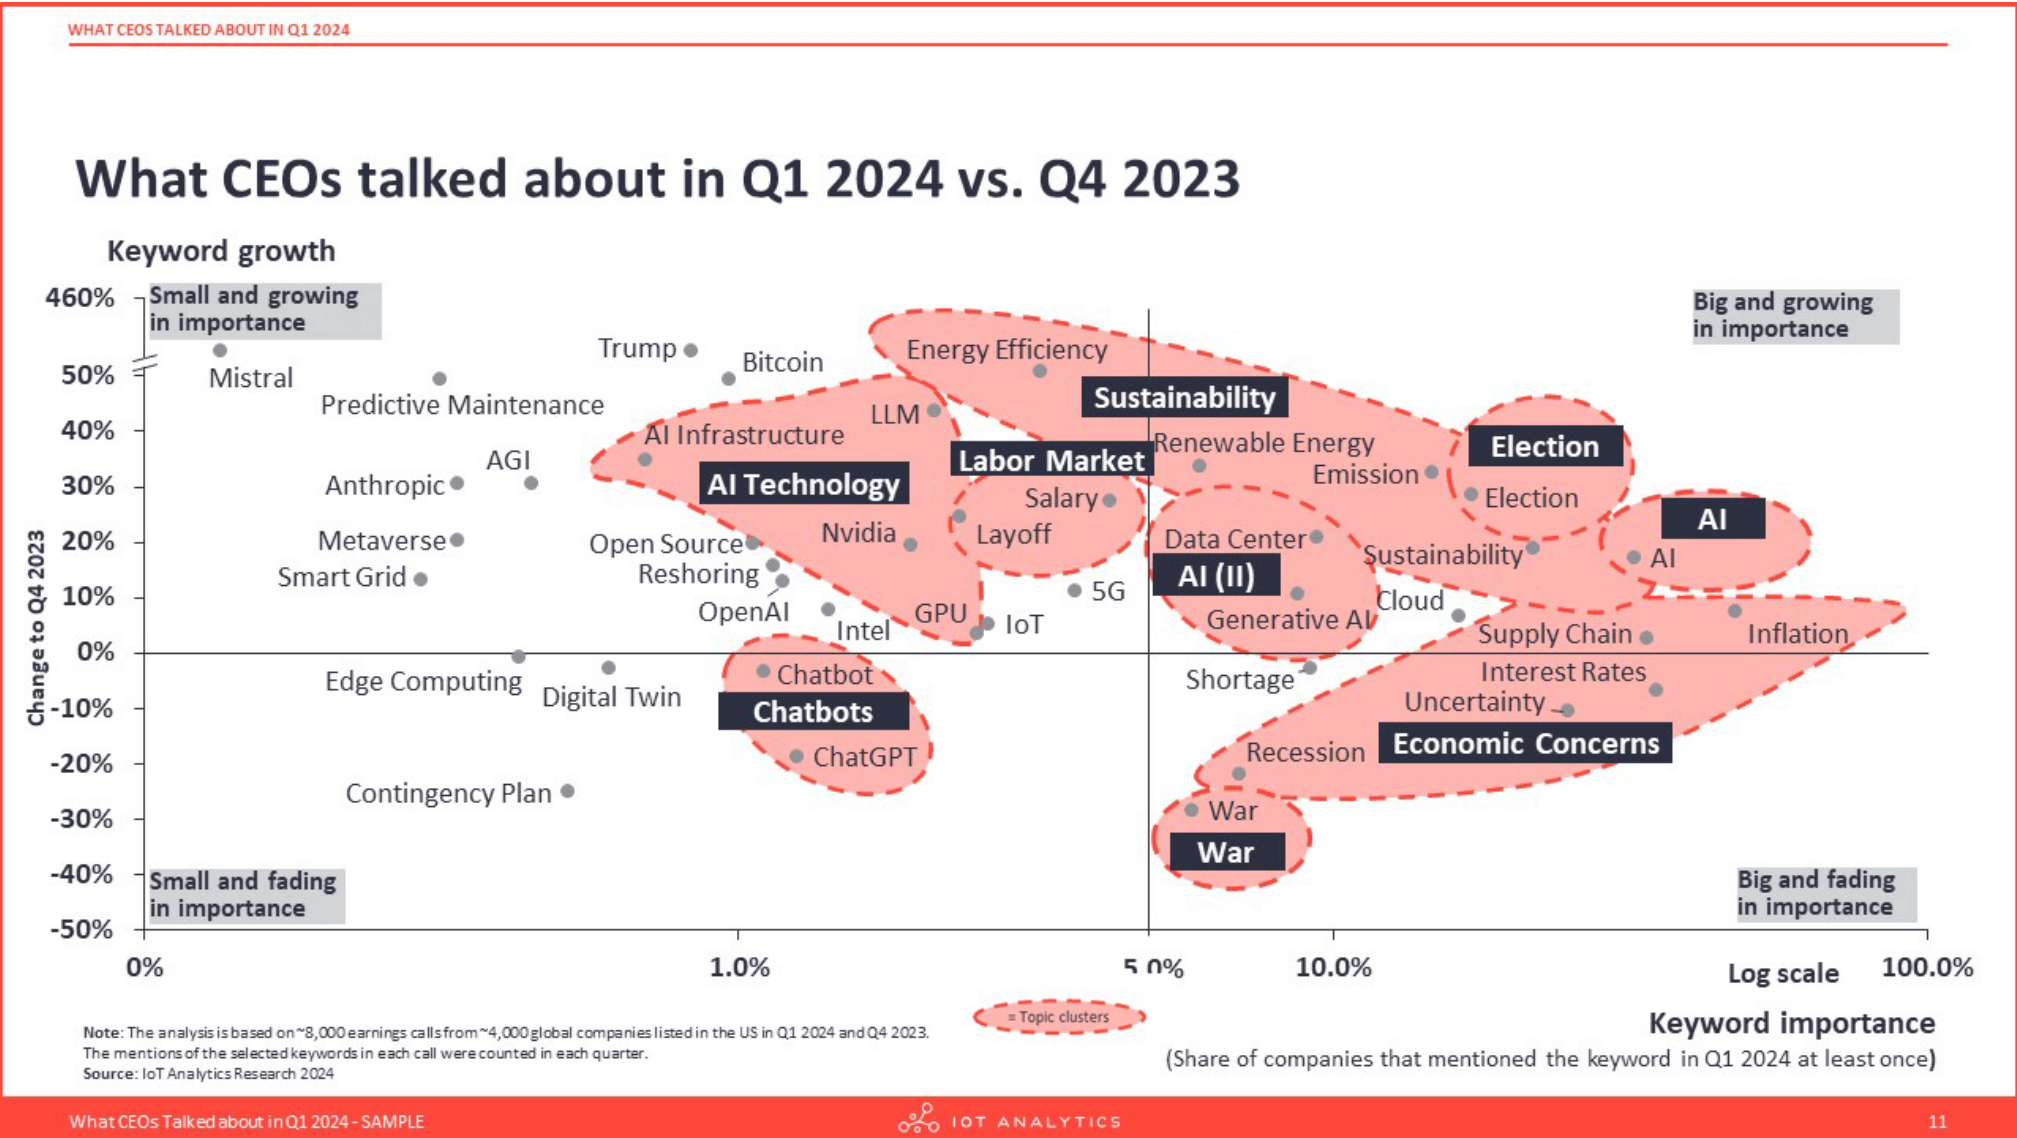 WHAT CEOS TALKED ABOUT IN Q1 2024
What CEOs talked about in Q1 2024 vs. Q4 2023
Keyword growth
460%
50%
40%
30%
20%
10%
0%
-10%
-20%
-30%
-40%
-50%
Change to Q4 2023
Small and growing
in importance
Big and growing
in importance
Mistral
Trump
Bitcoin
Predictive Maintenance
Energy Efficiency
Sustainability
LLM
AI Infrastructure
AI Technology
Labor Market
Renewable Energy
Emission
Election
Election
AGI
Anthropic
Salary
Layoff
Nvidia
AI
AI
Metaverse
Smart Grid
Open Source
Reshoring
OpenAI
Intel
GPU
IoT
5G
Data Center
AI (II)
Generative AI
Sustainability
Cloud
Supply Chain
Inflation
Edge Computing
Digital Twin
Chatbot
Chatbots
ChatGPT
Shortage
Interest Rates
Uncertainty
Economic Concerns
Recession
Contingency Plan
War
War
Small and fading
in importance
Big and fading
in importance
0%
1.0%
5.0%
10.0%
Log scale
100.0%
= Topic clusters
Keyword importance
(Share of companies that mentioned the keyword in Q1 2024 at least once)
Note: The analysis is based on ~8,000 earnings calls from ~4,000 global companies listed in the US in Q1 2024 and Q4 2023.
The mentions of the selected keywords in each call were counted in each quarter.
Source: IoT Analytics Research 2024
What CEOs Talked about in Q1 2024 - SAMPLE
IOT ANALYTICS
11